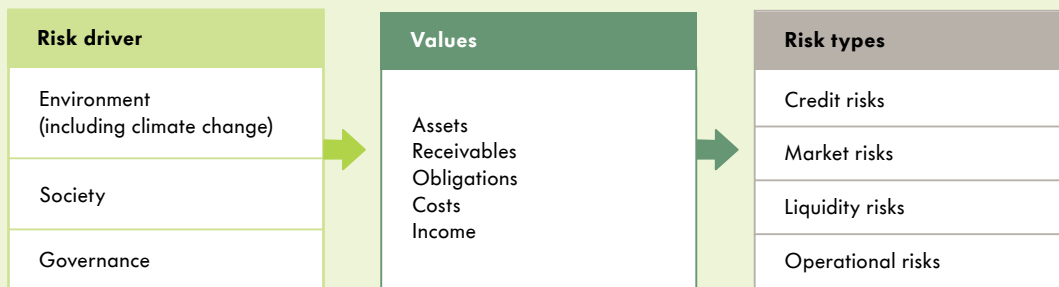 Risk driver
Environment
(including climate change)
Society
Governance
Values
Assets
Receivables
Obligations
Costs
Income
Risk types
Credit risks
Market risks
Liquidity risks
Operational risks